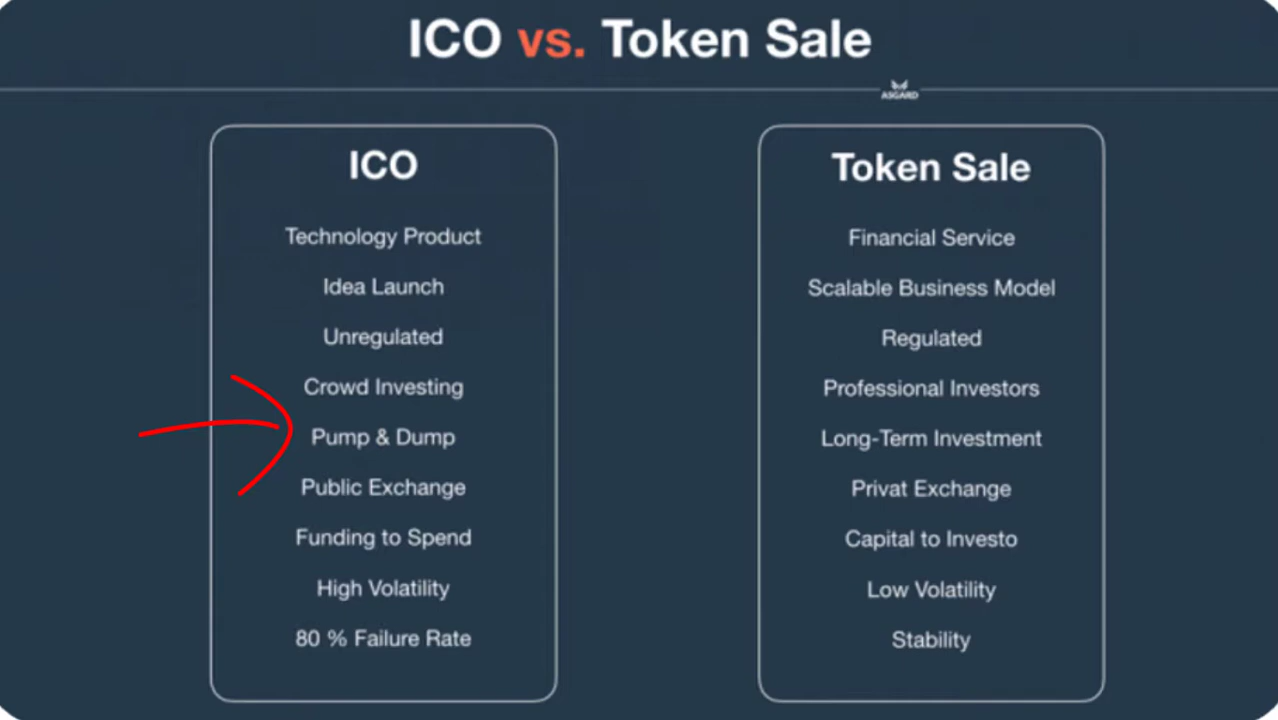 ICO vs. Token Sale
ASGARD
ICO
Technology Product
Idea Launch
Unregulated
Crowd Investing
Pump & Dump
Public Exchange
Funding to Spend
High Volatility
80 % Failure Rate
Token Sale
Financial Service
Scalable Business Model
Regulated
Professional Investors
Long-Term Investment
Privat Exchange
Capital to Investo
Low Volatility
Stability